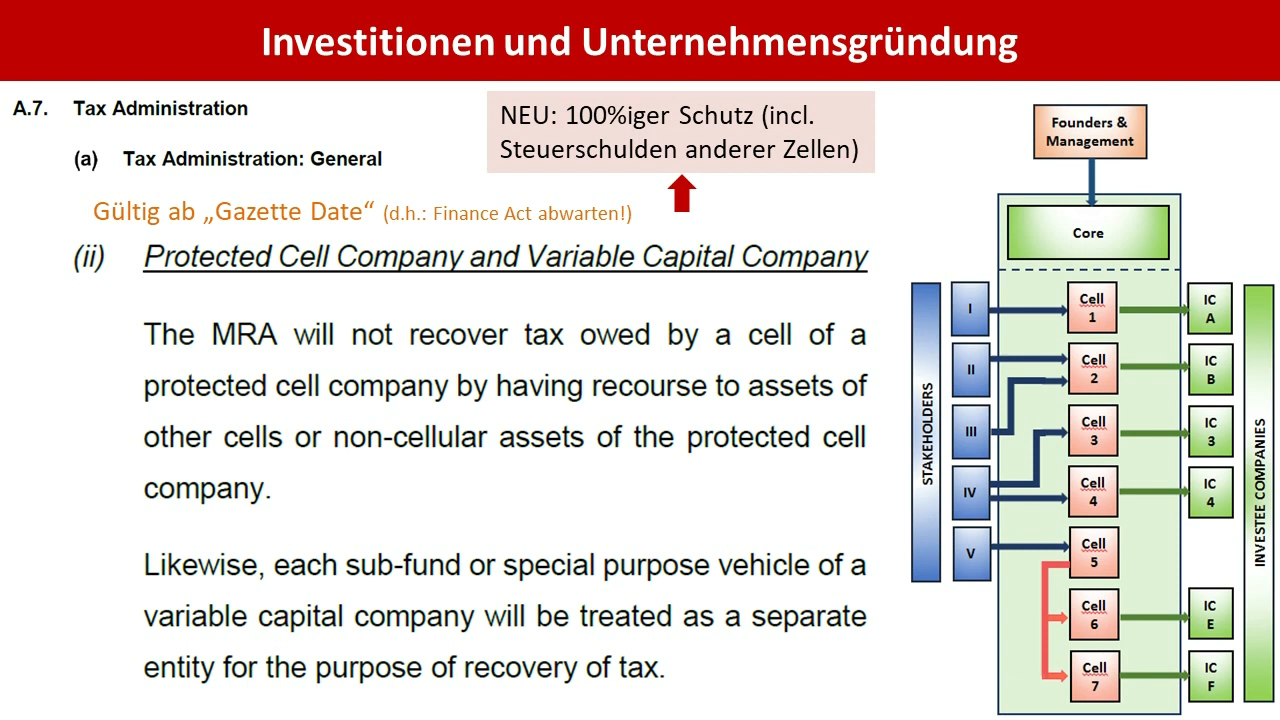 Investitionen und Unternehmensgründung
A.7. Tax Administration
(a) Tax Administration: General
NEU: 100%iger Schutz (incl.
Steuerschulden anderer Zellen)
Gültig ab „Gazette Date“ (d.h.: Finance Act abwarten!)
(ii) Protected Cell Company and Variable Capital Company
The MRA will not recover tax owed by a cell of a
protected cell company by having recourse to assets of
other cells or non-cellular assets of the protected cell
company.
Likewise, each sub-fund or special purpose vehicle of a
variable capital company will be treated as a separate
entity for the purpose of recovery of tax.
Founders &
Management
Core
STAKEHOLDERS
I
II
III
IV
V
Cell
1
Cell
2
Cell
3
Cell
4
Cell
5
Cell
6
Cell
7
IC
A
IC
B
IC
3
IC
4
IC
E
IC
F
INVESTEE COMPANIES